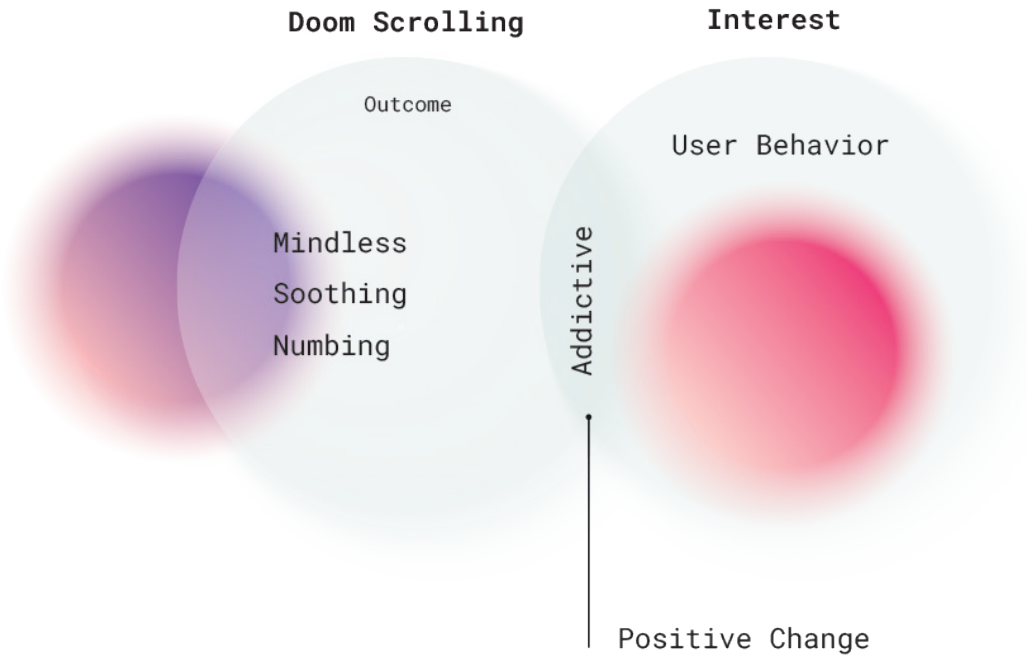 Doom Scrolling
Interest
Outcome
User Behavior
Mindless
Soothing
Numbing
Addictive
Positive Change